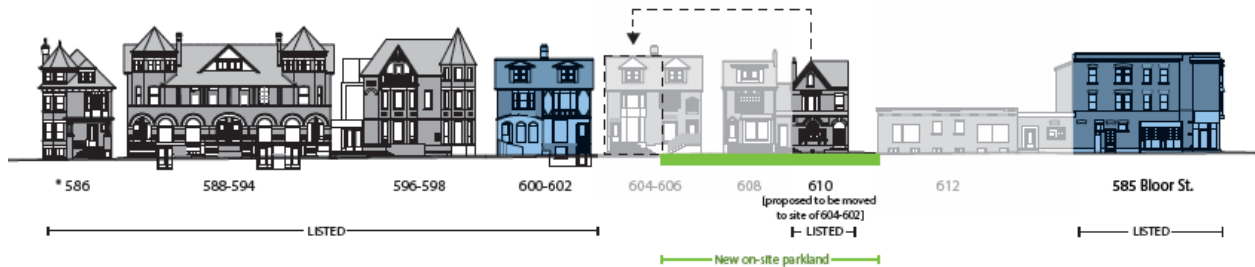 * 586
588-594
596-598
600-602
604-606
608
610
[proposed to be moved
to site of 604-602]
612
585 Bloor St.
LISTED
LISTED
LISTED
New on-site parkland